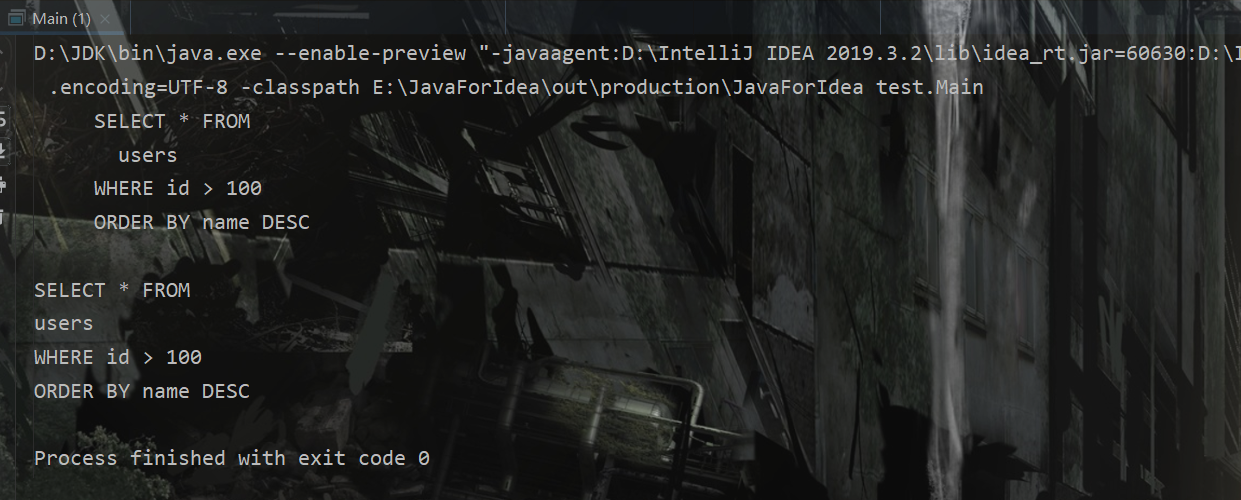 Main (1)
D:\JDK\bin\java.exe --enable-preview "-javaagent:D:\IntelliJ IDEA 2019.3.2\lib\idea_rt.jar=60630:D:\I
.encoding=UTF-8 -classpath E:\JavaForIdea\out\production\JavaForIdea test.Main
SELECT * FROM
users
WHERE id > 100
ORDER BY name DESC
SELECT * FROM
users
WHERE id > 100
ORDER BY name DESC
Process finished with exit code 0